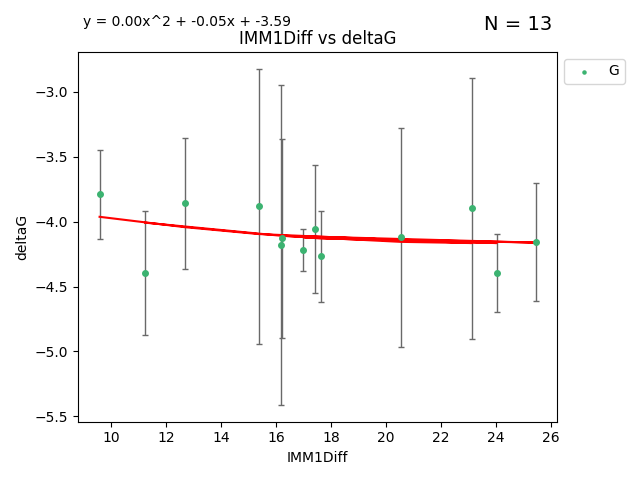 y = 0.00x^2 + -0.05x + -3.59
N = 13
IMM1Diff vs deltaG
G
−3.0
−3.5
−4.0
−4.5
−5.0
−5.5
deltaG
10 12 14 16 18 20 22 24 26
IMM1Diff